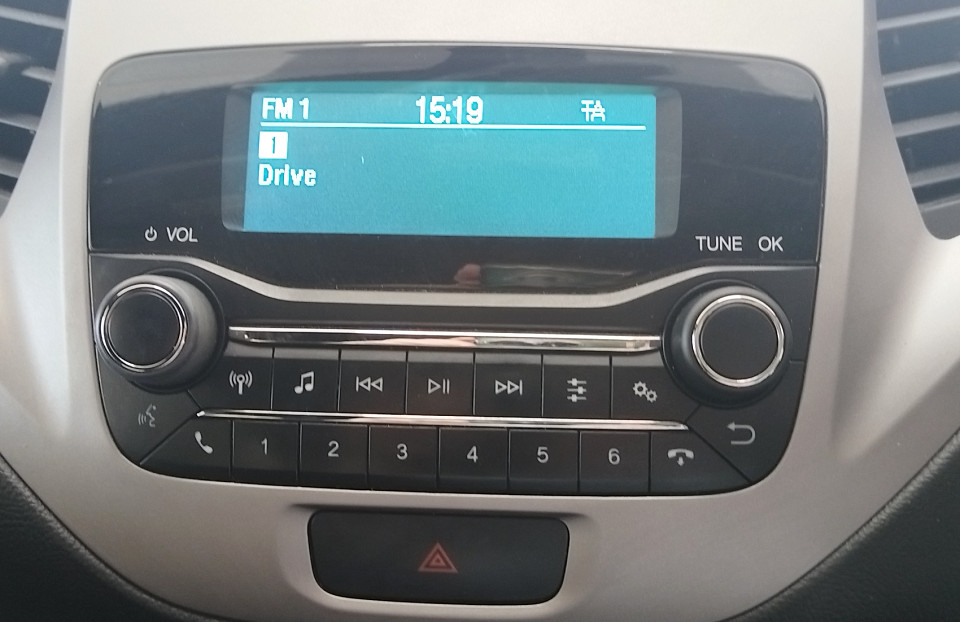 FM 1 15:19 TA
1
Drive
VOL
TUNE OK
1 2 3 4 5 6